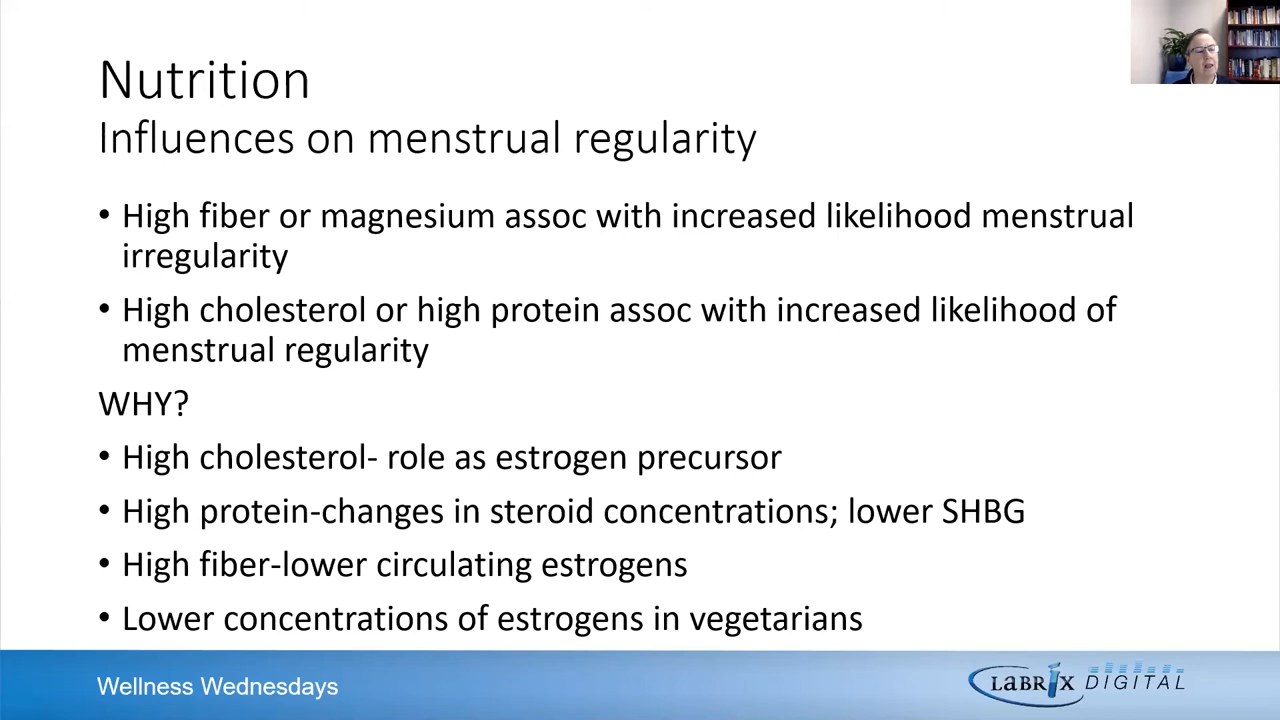 Nutrition
Influences on menstrual regularity
• High fiber or magnesium assoc with increased likelihood menstrual
irregularity
• High cholesterol or high protein assoc with increased likelihood of
menstrual regularity
WHY?
• High cholesterol- role as estrogen precursor
• High protein-changes in steroid concentrations; lower SHBG
• High fiber-lower circulating estrogens
• Lower concentrations of estrogens in vegetarians
Wellness Wednesdays
LABRIX DIGITAL